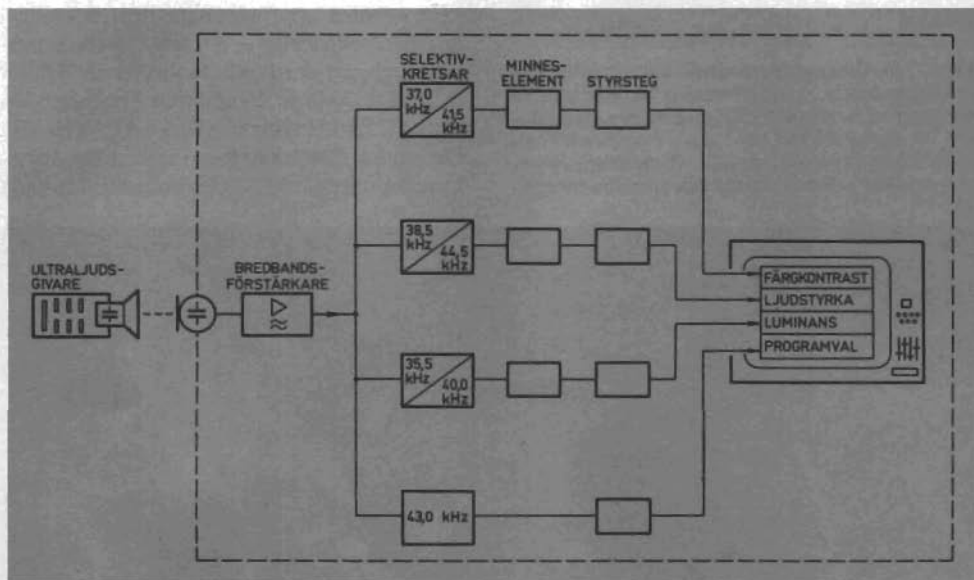 SELEKTIV-
KRETSAR
MINNES-
ELEMENT
STYRSTEG
37,0
kHz
41,5
kHz
38,5
kHz
44,5
kHz
ULTRALJUDS-
GIVARE
BREDBANDS-
FÖRSTÄRKARE
FÄRGKONTRAST
LJUDSTYRKA
LUMINANS
PROGRAMVAL
35,5
kHz
40,0
kHz
43,0 kHz